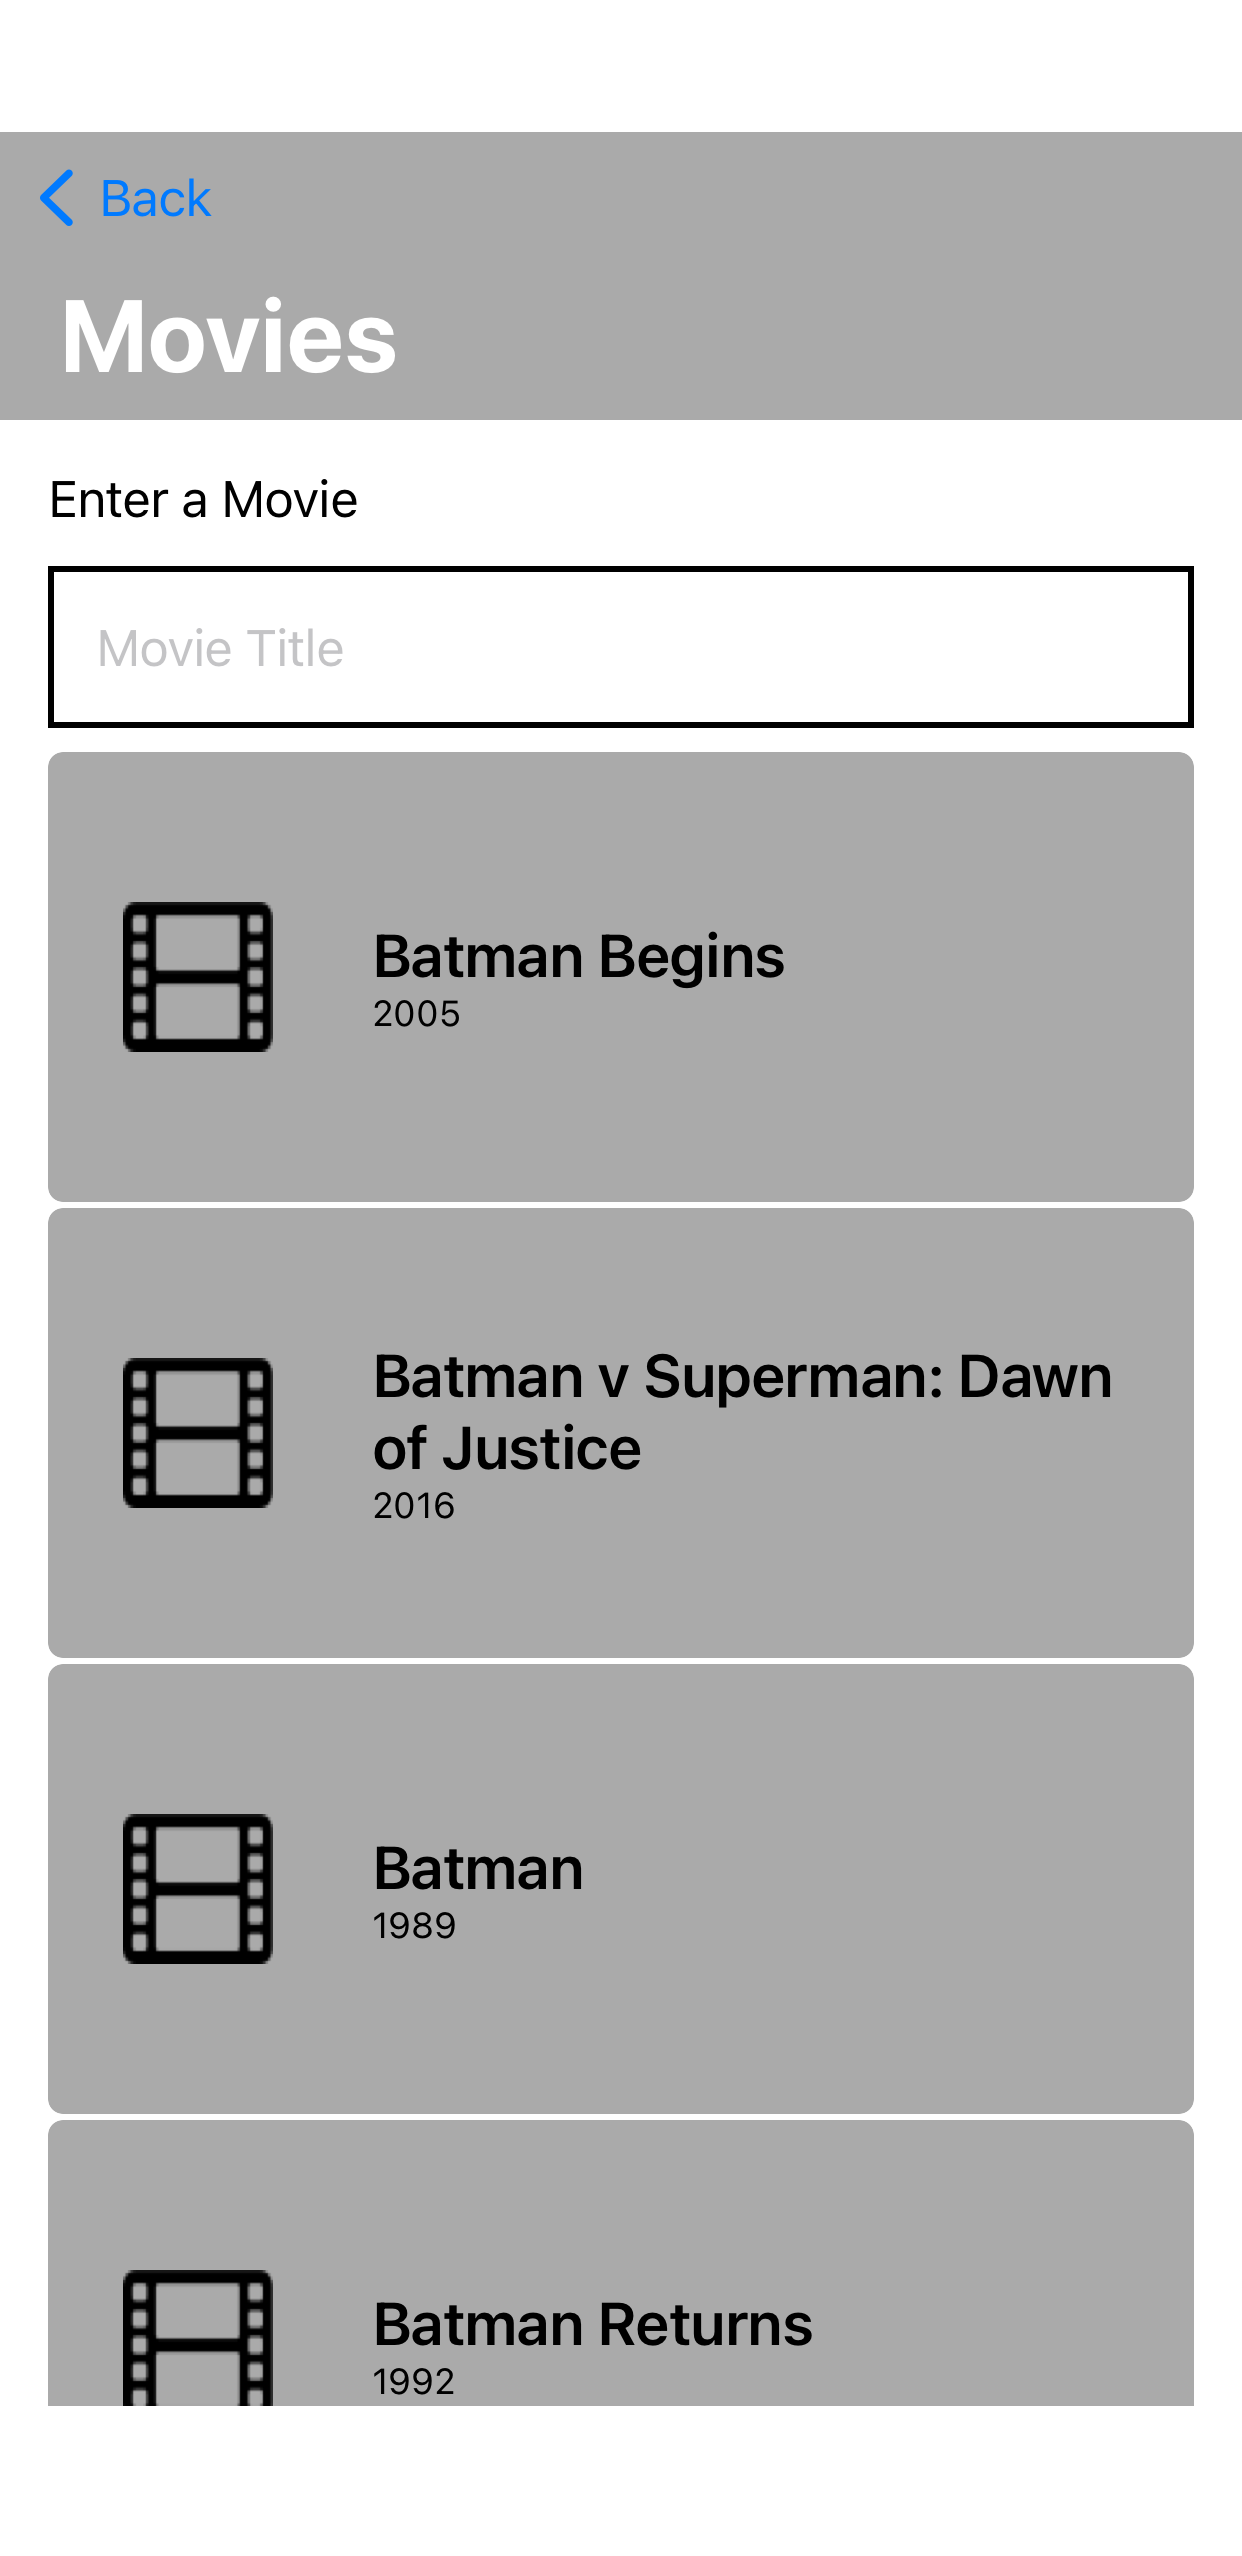 Back
Movies
Enter a Movie
Movie Title
Batman Begins
2005
Batman v Superman: Dawn
of Justice
2016
Batman
1989
Batman Returns
1992